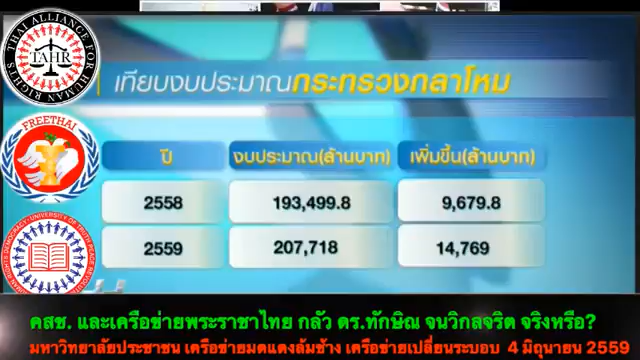 THAI ALLIANCE FOR HUMAN RIGHTS
TAHR
เทียบงบประมาณกระทรวงกลาโหม
FREETHAI
ปี งบประมาณ(ล้านบาท) เพิ่มขึ้น(ล้านบาท)
2558 193,499.8 9,679.8
2559 207,718 14,769
คสช. และเครือข่ายพระราชาไทย กลัว ดร.ทักษิณ จนวิกลจริต จริงหรือ?
มหาวิทยาลัยประชาชน เครือข่ายมดแดงล้มช้าง เครือข่ายเปลี่ยนระบอบ 4 มิถุนายน 2559